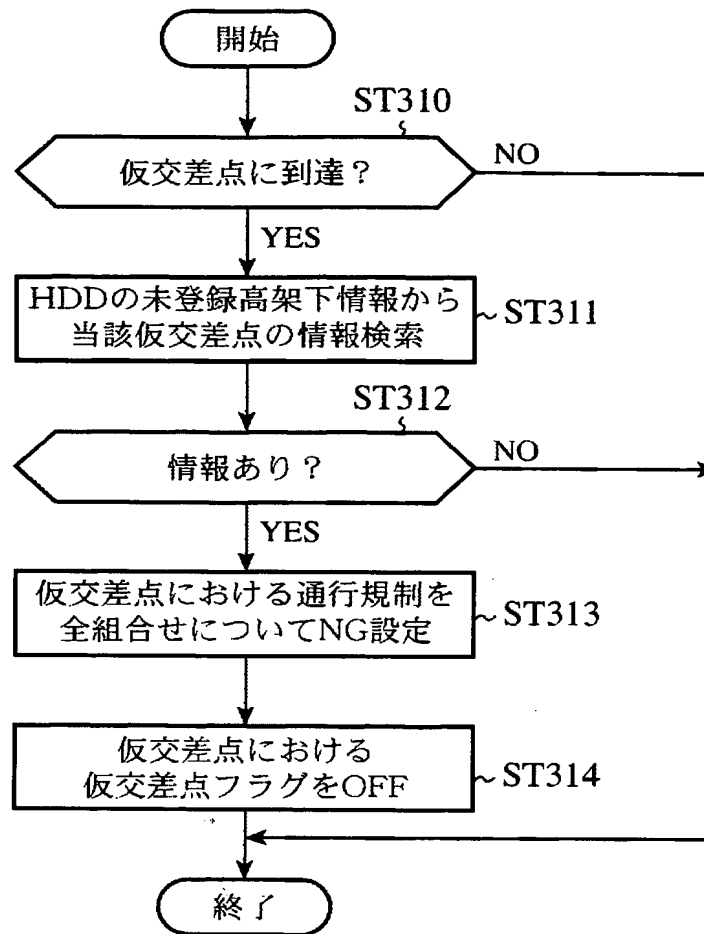 開始
ST310
仮交差点に到達？
NO
YES
HDDの未登録高架下情報から
当該仮交差点の情報検索
ST311
ST312
情報あり？
NO
YES
仮交差点における通行規制を
全組合せについてNG設定
ST313
仮交差点における
仮交差点フラグをOFF
ST314
終了